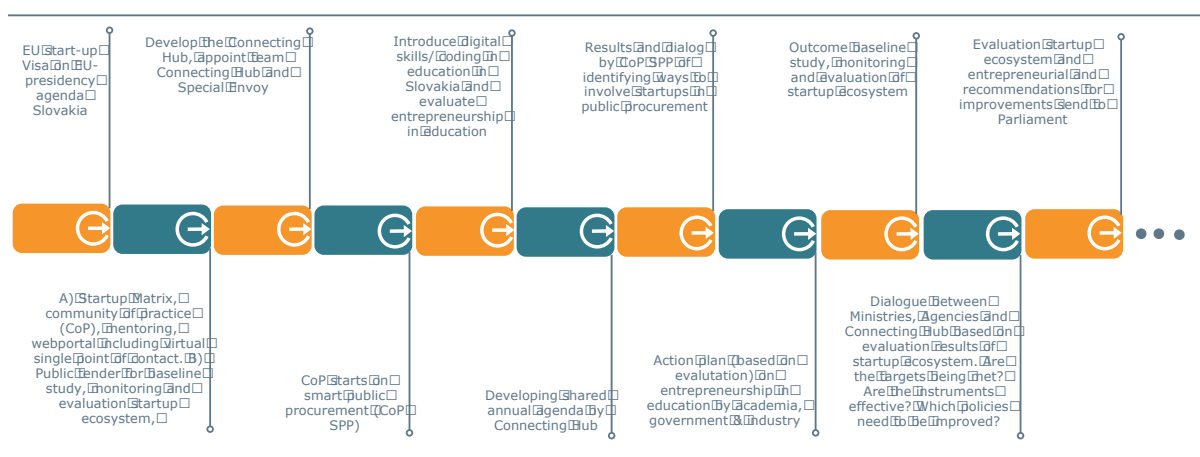 EU start-up
Visa on EU-
presidency
agenda
Slovakia
Develop the Connecting
Hub, appoint team
Connecting Hub and
Special Envoy
Introduce digital
skills/ coding in
education in
Slovakia and
evaluate
entrepreneurship
in education
Results and dialog
by CoP SPP of
identifying ways to
involve startups in
public procurement
Outcome baseline
study, monitoring
and evaluation of
startup ecosystem
Evaluation startup
ecosystem and
entrepreneurial and
recommendations for
improvements send to
Parliament
A) Startup Matrix,
community of practice
(CoP), mentoring,
webportal including virtual
single point of contact. B)
Public tender for baseline
study, monitoring and
evaluation startup
ecosystem,
CoP starts on
smart public
procurement (CoP
SPP)
Developing shared
annual agenda by
Connecting Hub
Action plan (based on
evalutation) on
entrepreneurship in
education by academia,
government & industry
Dialogue between
Ministries, Agencies and
Connecting Hub based on
evaluation results of
startup ecosystem. Are
the targets being met?
Are the instruments
effective? Which policies
need to be improved?